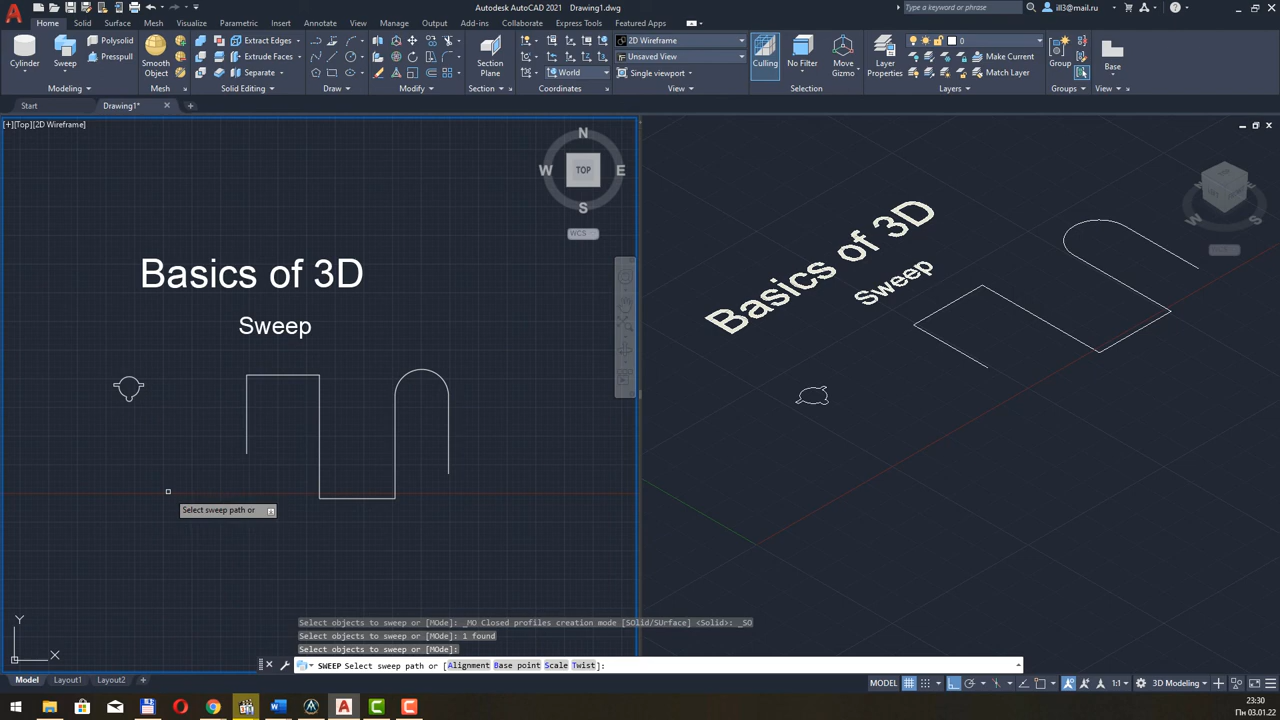 Autodesk AutoCAD 2021 Drawing1.dwg
Type a keyword or phrase
ill3@mail.ru
Home Solid Surface Mesh Visualize Parametric Insert Annotate View Manage Output Add-ins Collaborate Express Tools Featured Apps
Cylinder
Sweep
Polysolid
Presspull
Modeling
Smooth
Object
Mesh
Extrude Edges
Extrude Faces
Separate
Solid Editing
Draw
Modify
Section
Plane
Section
World
Coordinates
2D Wireframe
Unsaved View
Single viewport
View
Culling
No Filter
Move
Gizmo
Selection
Layer
Properties
0
Make Current
Match Layer
Layers
Group
Groups
Base
View
Start
Drawing1*
[+][Top][2D Wireframe]
N
W
TOP
E
S
WCS
Basics of 3D
Sweep
Basics of 3D
Sweep
S
Select sweep path or
Y
X
Select objects to sweep or [MOde]: _MO Closed profiles creation mode [SOlid/SUrface] <Solid>: _SO
Select objects to sweep or [MOde]: 1 found
Select objects to sweep or [MOde]:
SWEEP Select sweep path or [Alignment Base point Scale Twist]:
Model Layout1 Layout2
MODEL
1:1
3D Modeling
23:30
Пн 03.01.22